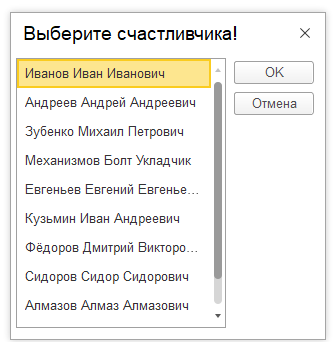 Выберите счастливчика!
Иванов Иван Иванович
OK
Андреев Андрей Андреевич
Отмена
Зубенко Михаил Петрович
Механизмов Болт Укладчик
Евгеньев Евгений Евгенье...
Кузьмин Иван Андреевич
Фёдоров Дмитрий Викторо...
Сидоров Сидор Сидорович
Алмазов Алмаз Алмазович